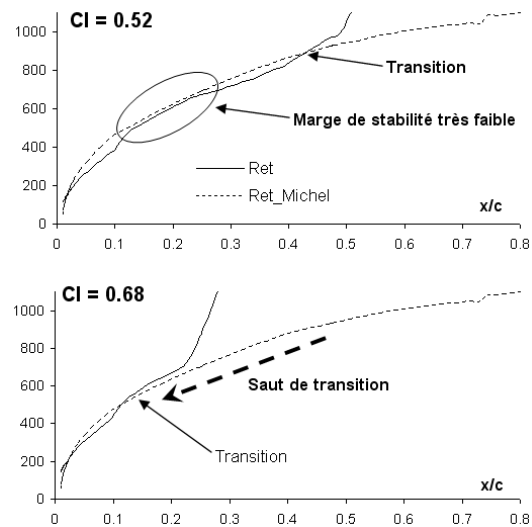 Cl = 0.52
1000
800
600
400
200
0
Transition
Marge de stabilité très faible
Ret
Ret_Michel
x/c
0 0.1 0.2 0.3 0.4 0.5 0.6 0.7 0.8
Cl = 0.68
1000
800
600
400
200
0
Saut de transition
Transition
x/c
0 0.1 0.2 0.3 0.4 0.5 0.6 0.7 0.8